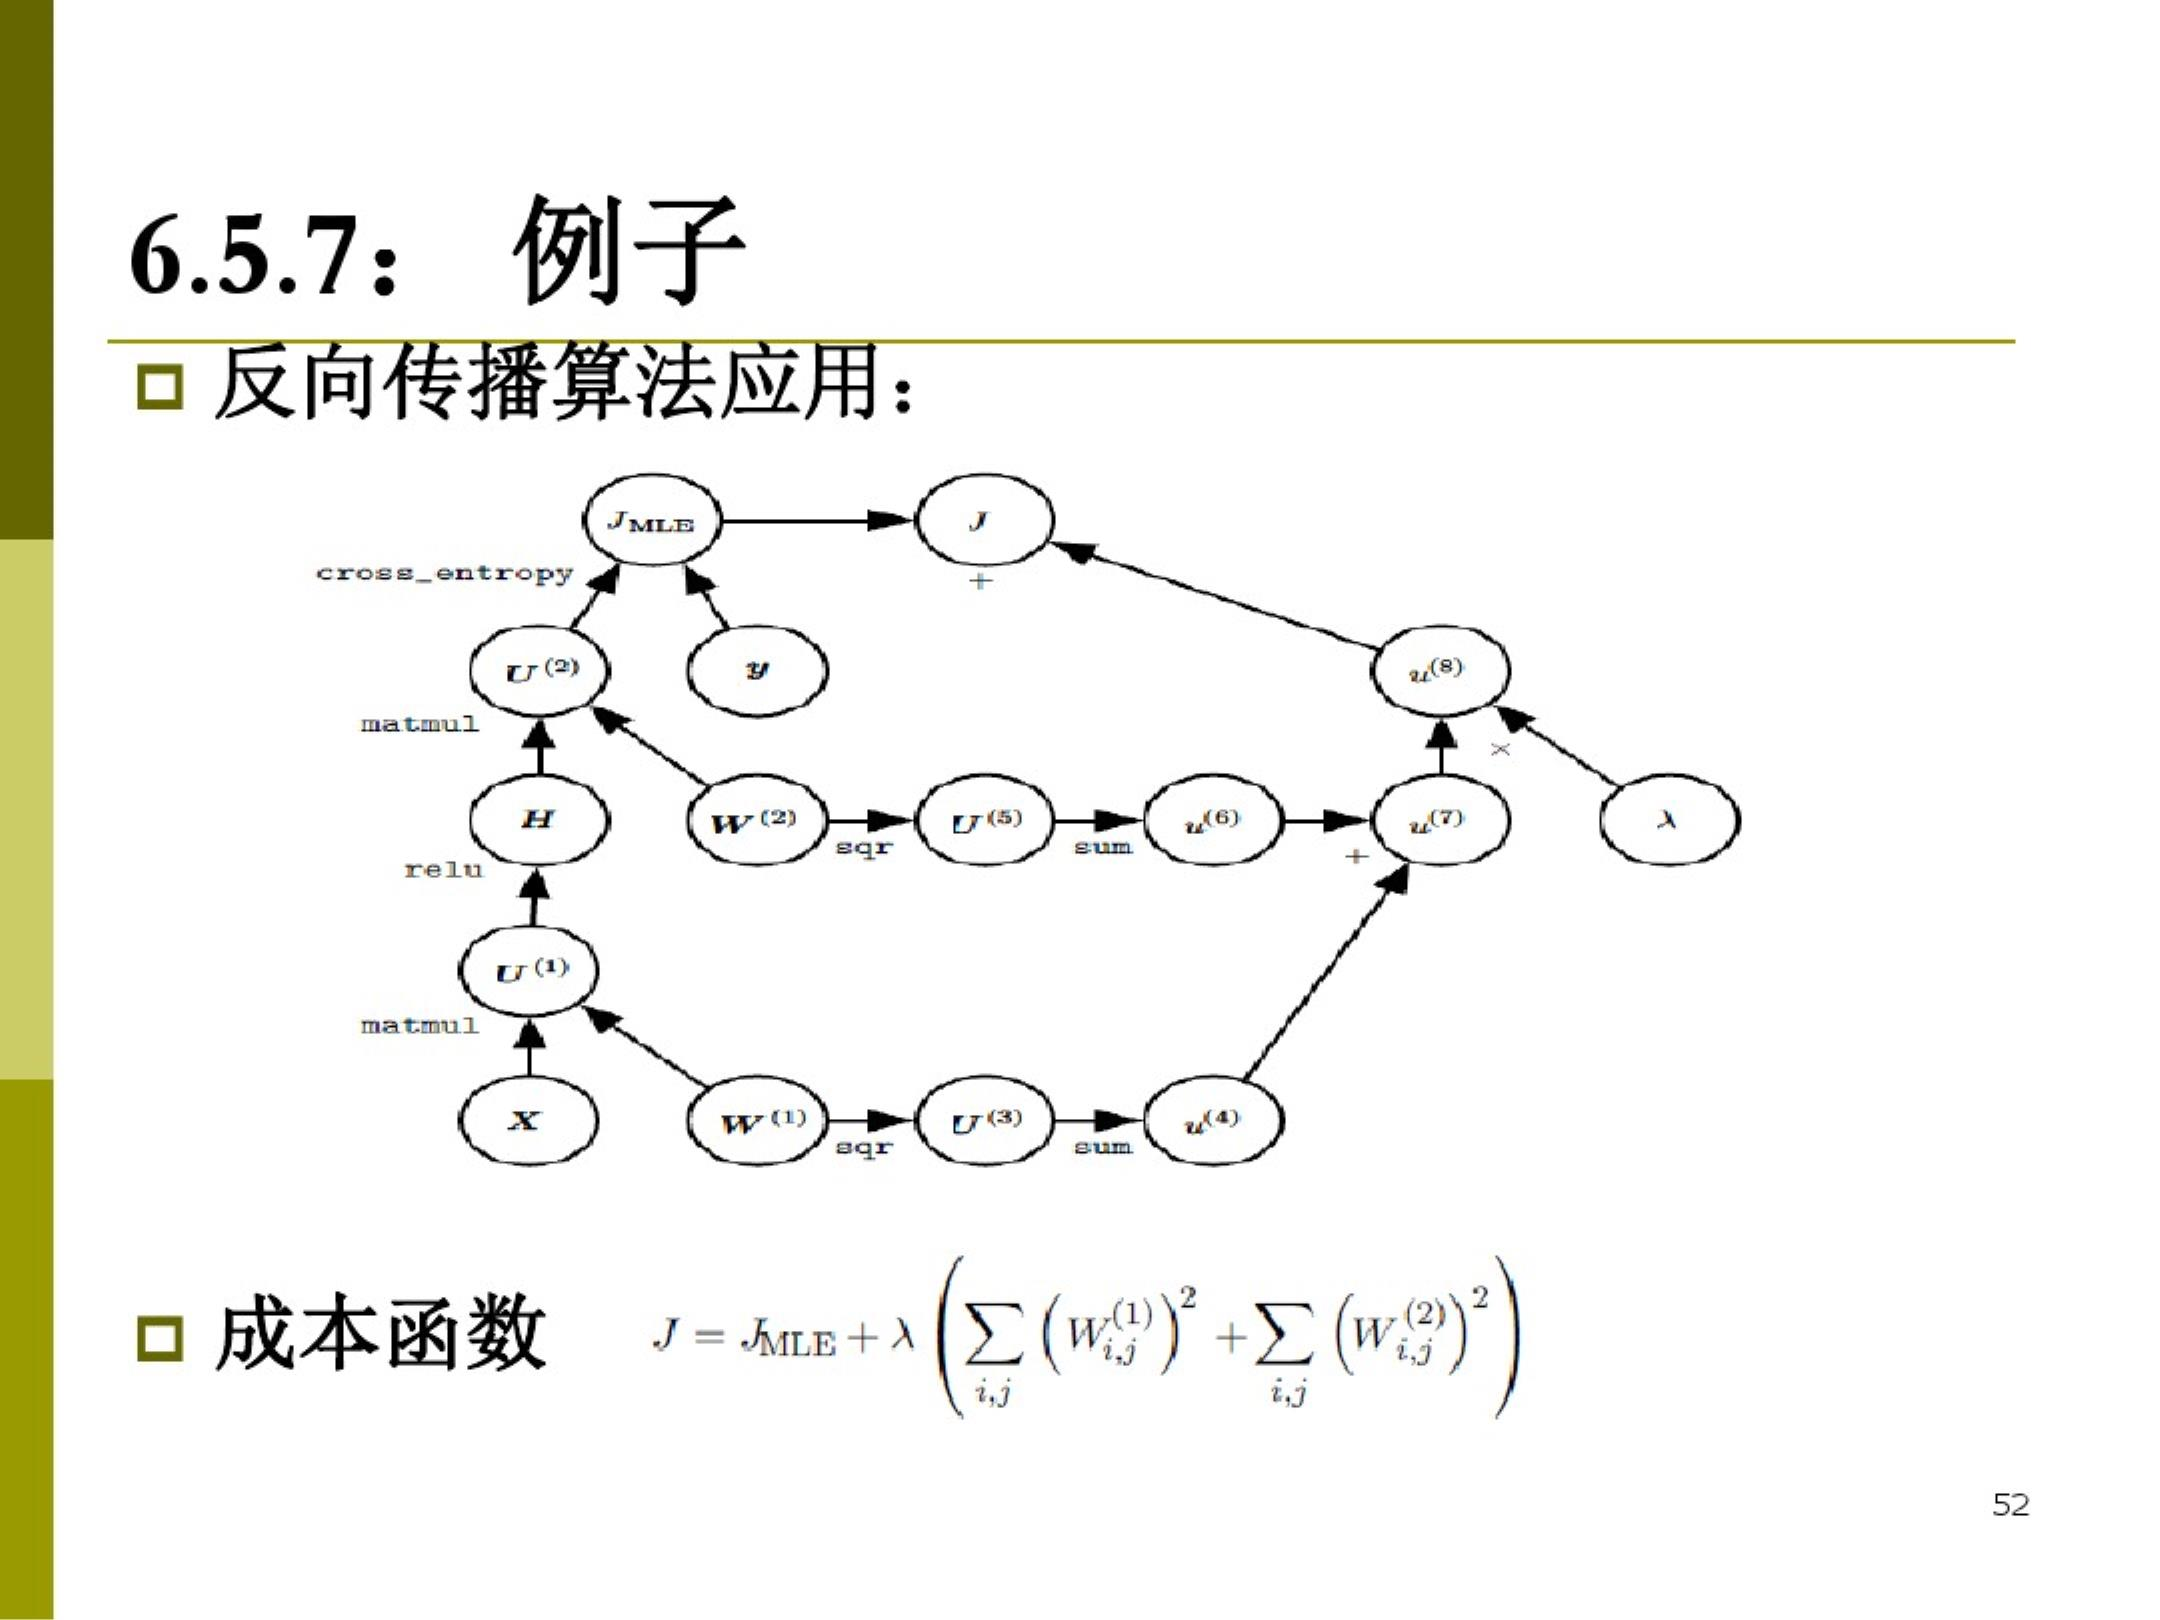 6.5.7： 例子
反向传播算法应用：
J_MLE J
cross_entropy +
U^(2) y u^(8)
matmul ×
H W^(2) U^(5) u^(6) u^(7) λ
relu sqr sum +
U^(1)
matmul
X W^(1) U^(3) u^(4)
sqr sum
成本函数 J = J_MLE + λ ( ∑_{i,j} ( W_{i,j}^{(1)} )^2 + ∑_{i,j} ( W_{i,j}^{(2)} )^2 )
52